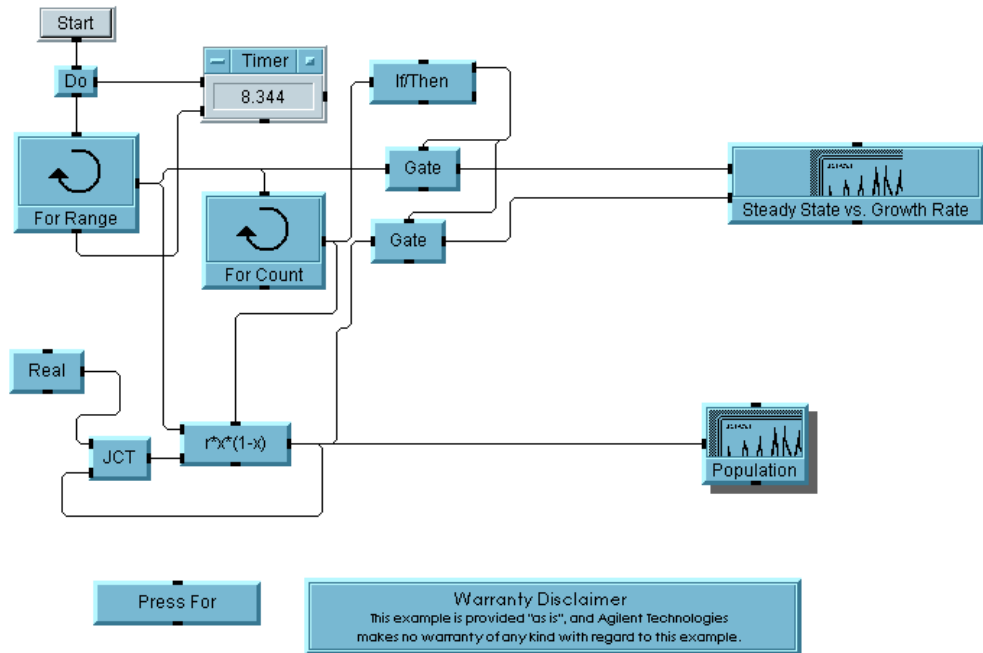 Start
Do
Timer
8.344
If/Then
For Range
For Count
Gate
Gate
Steady State vs. Growth Rate
Real
JCT
r*x*(1-x)
Population
Press For
Warranty Disclaimer
This example is provided "as is", and Agilent Technologies
makes no warranty of any kind with regard to this example.